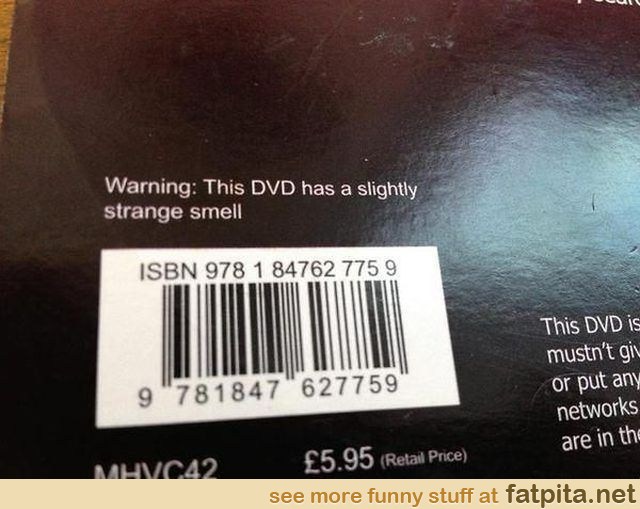 Warning: This DVD has a slightly
strange smell
ISBN 978 1 84762 775 9
9 781847 627759
This DVD is
mustn't
or put any
networks
are in the
MHVC42
£5.95 (Retail Price)
see more funny stuff at fatpita.net